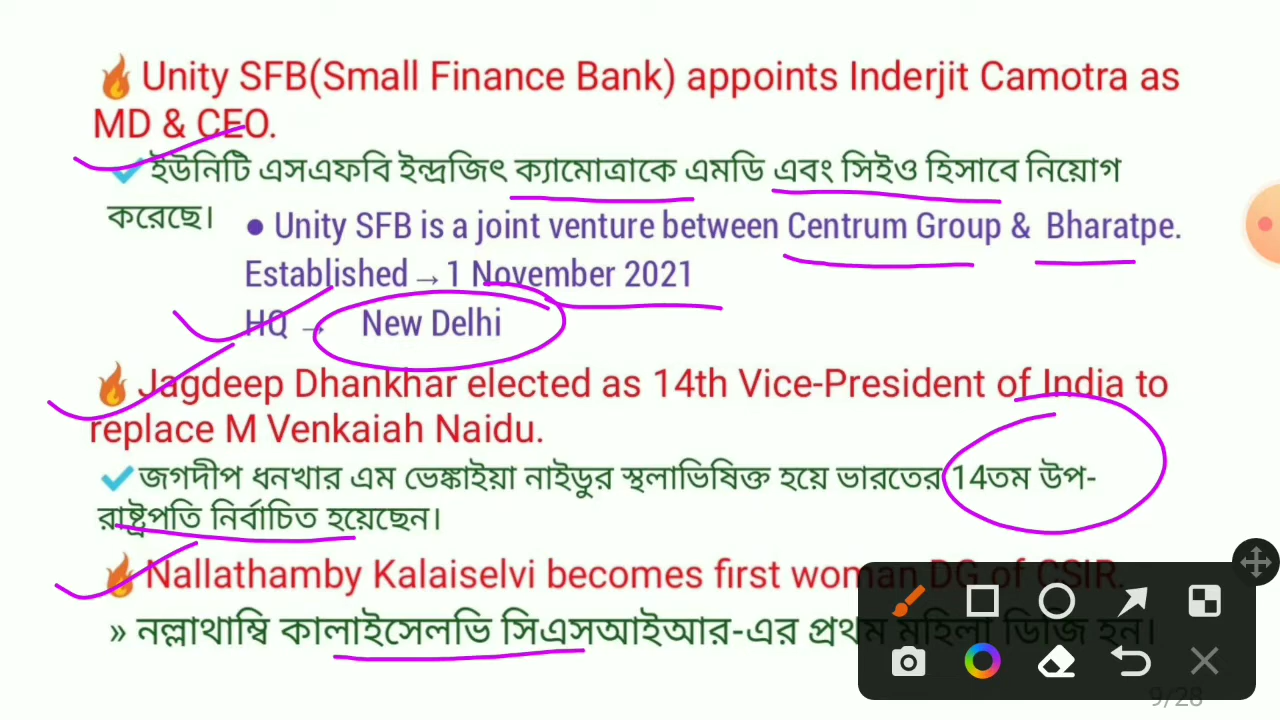 🔥Unity SFB(Small Finance Bank) appoints Inderjit Camotra as
MD & CEO.
✔ইউনিটি এসএফবি ইন্দ্রজিৎ ক্যামোত্রাকে এমডি এবং সিইও হিসাবে নিয়োগ
করেছে।
● Unity SFB is a joint venture between Centrum Group & Bharatpe.
Established→1 November 2021
HQ → New Delhi
🔥Jagdeep Dhankhar elected as 14th Vice-President of India to
replace M Venkaiah Naidu.
✔জগদীপ ধনখার এম ভেঙ্কাইয়া নাইডুর স্থলাভিষিক্ত হয়ে ভারতের 14তম উপ-
রাষ্ট্রপতি নির্বাচিত হয়েছেন।
🔥Nallathamby Kalaiselvi becomes first woman DG of CSIR.
» নল্লাথাম্বি কালাইসেলভি সিএসআইআর-এর প্রথম মহিলা ডিজি হন।
9/28